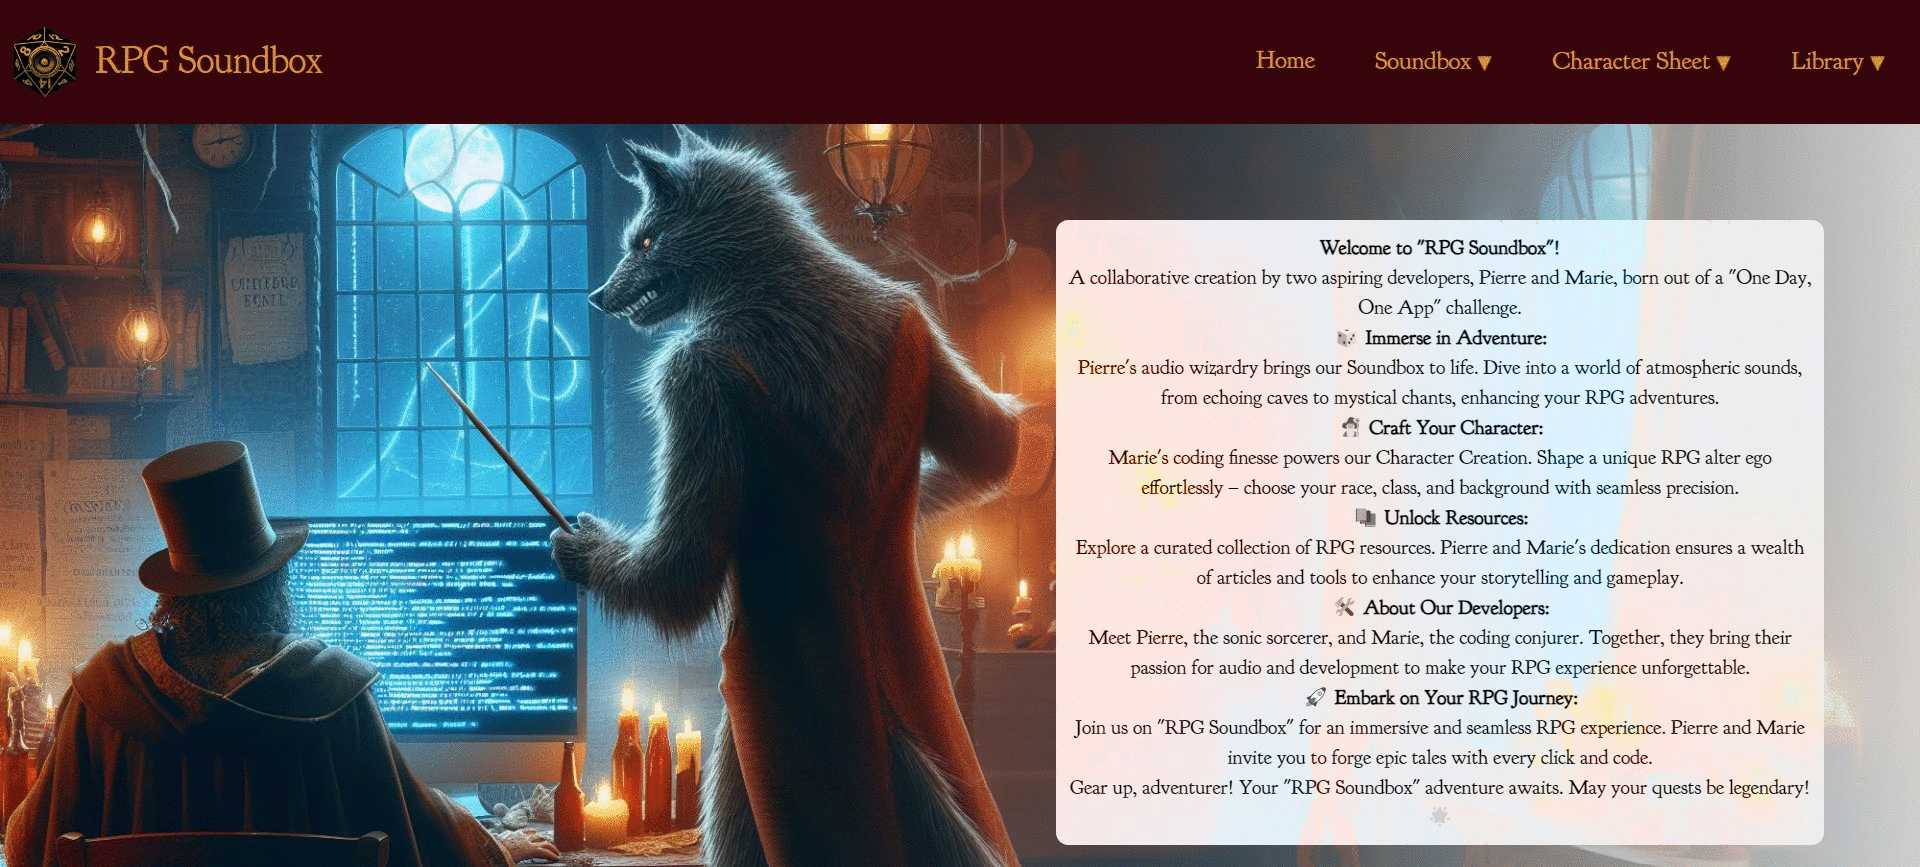 RPG Soundbox
Home Soundbox ▼ Character Sheet ▼ Library ▼
Welcome to "RPG Soundbox"!
A collaborative creation by two aspiring developers, Pierre and Marie, born out of a "One Day,
One App" challenge.
🎲 Immerse in Adventure:
Pierre's audio wizardry brings our Soundbox to life. Dive into a world of atmospheric sounds,
from echoing caves to mystical chants, enhancing your RPG adventures.
Craft Your Character:
Marie's coding finesse powers our Character Creation. Shape a unique RPG alter ego
effortlessly – choose your race, class, and background with seamless precision.
📚 Unlock Resources:
Explore a curated collection of RPG resources. Pierre and Marie's dedication ensures a wealth
of articles and tools to enhance your storytelling and gameplay.
🛠 About Our Developers:
Meet Pierre, the sonic sorcerer, and Marie, the coding conjurer. Together, they bring their
passion for audio and development to make your RPG experience unforgettable.
🚀 Embark on Your RPG Journey:
Join us on "RPG Soundbox" for an immersive and seamless RPG experience. Pierre and Marie
invite you to forge epic tales with every click and code.
Gear up, adventurer! Your "RPG Soundbox" adventure awaits. May your quests be legendary!